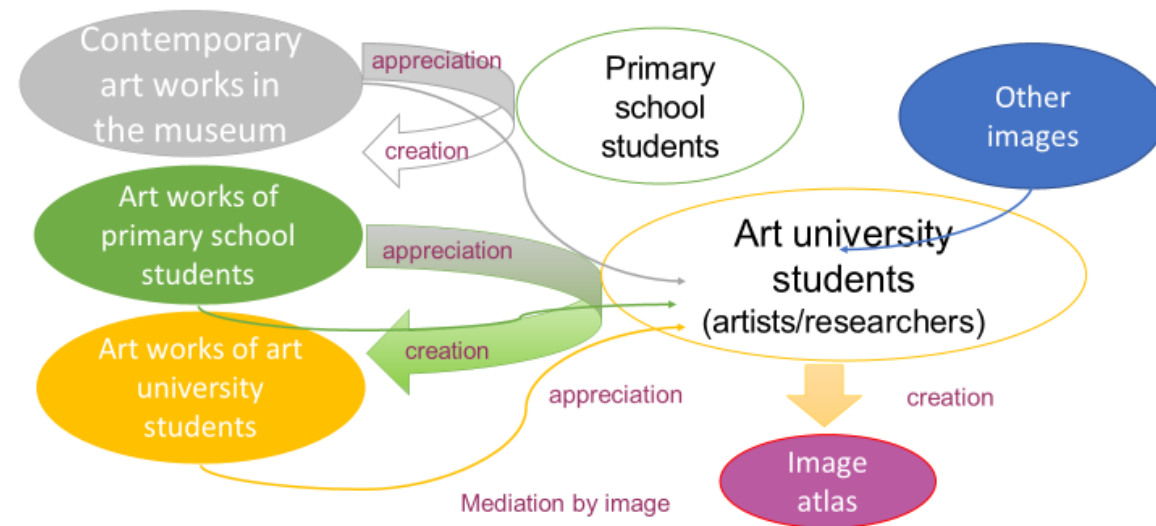 Contemporary
art works in
the museum
appreciation
creation
Primary
school
students
Other
images
Art works of
primary school
students
appreciation
creation
Art university
students
(artists/researchers)
Art works of art
university
students
appreciation
creation
Image
atlas
Mediation by image